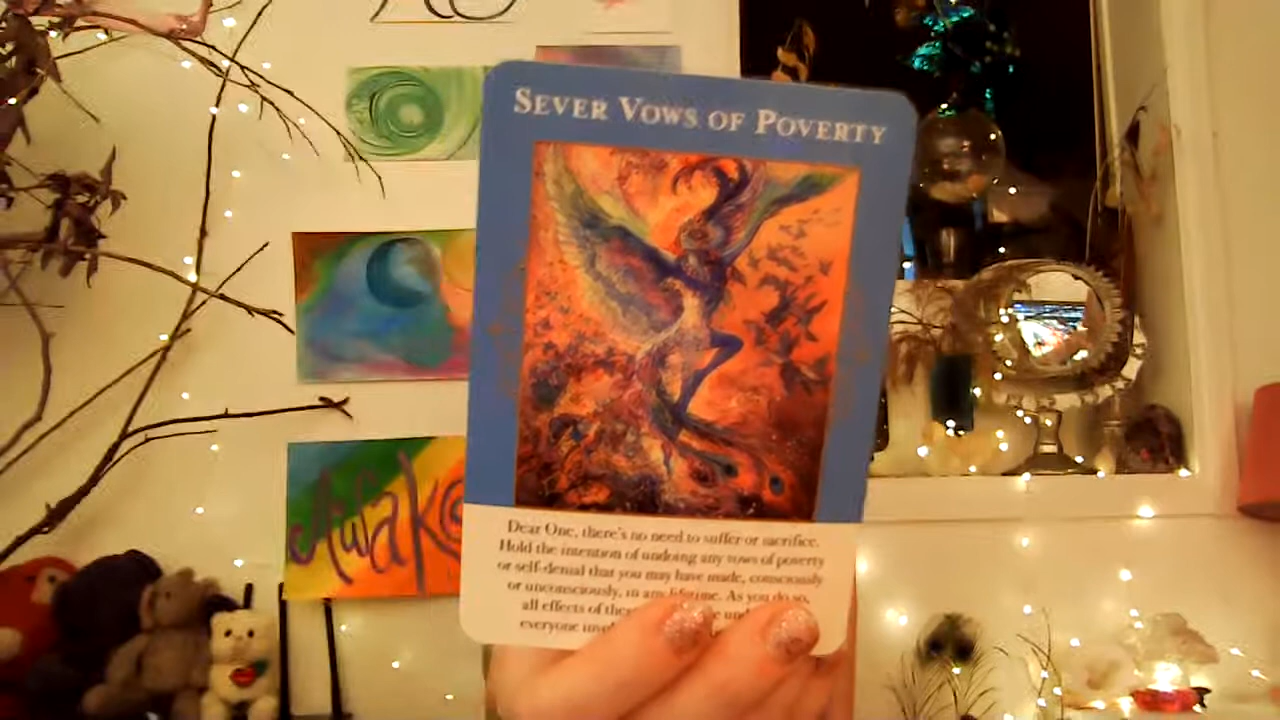 SEVER VOWS OF POVERTY
Dear One, there's no need to suffer or sacrifice.
Hold the intention of undoing any vows of poverty
or self-denial that you may have made, consciously
or unconsciously, in any lifetime. As you do so,
all effects of
everyone